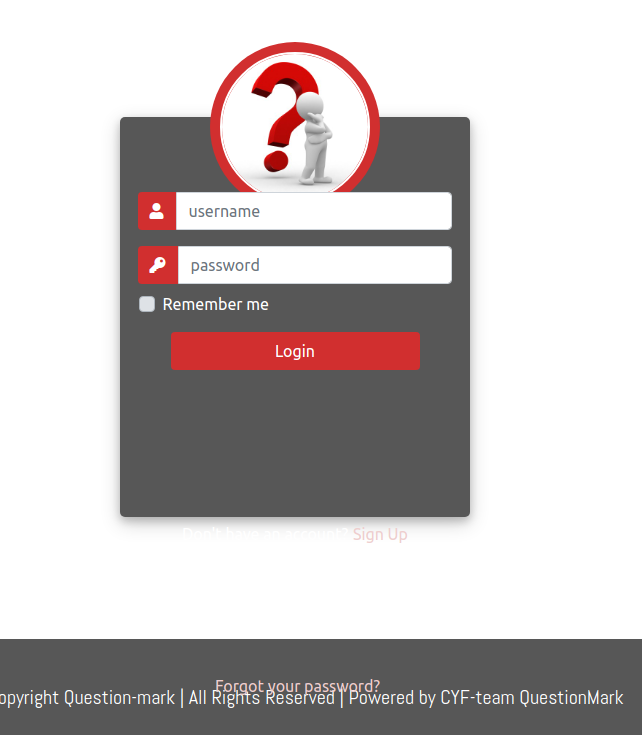 username
password
Remember me
Login
Don't have an account? Sign Up
Forgot your password?
opyright Question-mark | All Rights Reserved | Powered by CYF-team QuestionMark